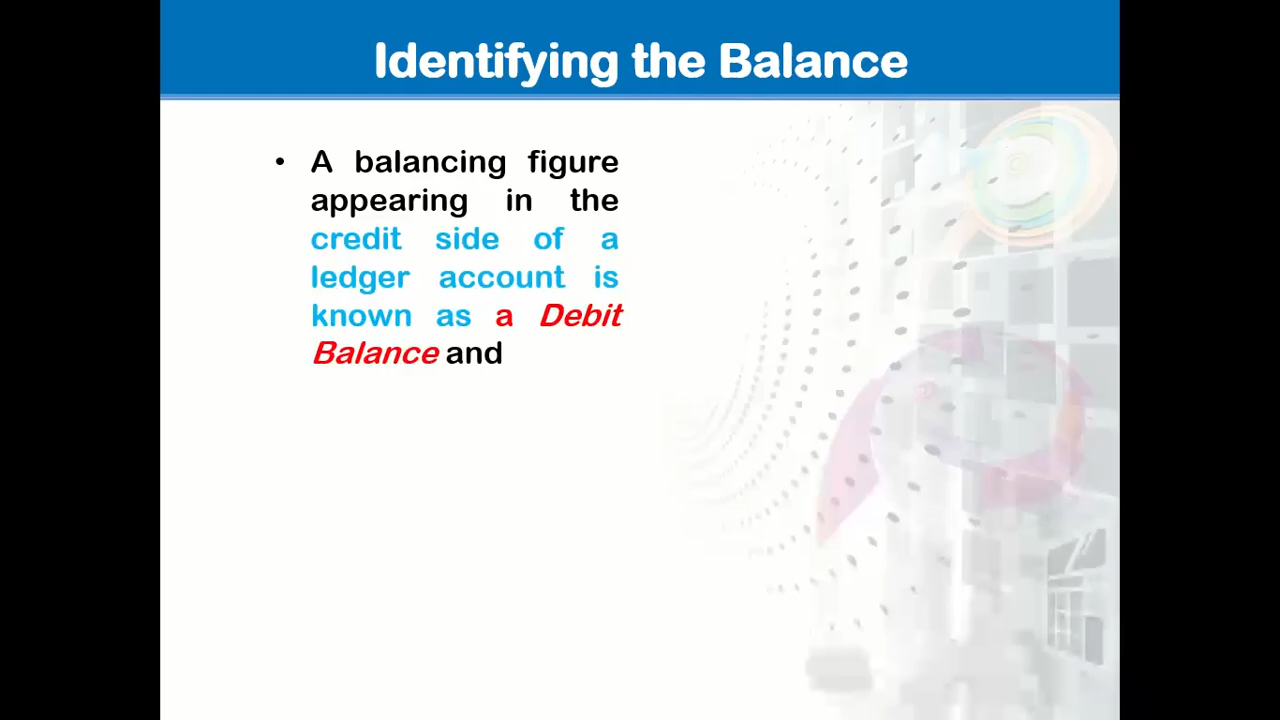 Identifying the Balance
• A balancing figure
appearing in the
credit side of a
ledger account is
known as a Debit
Balance and